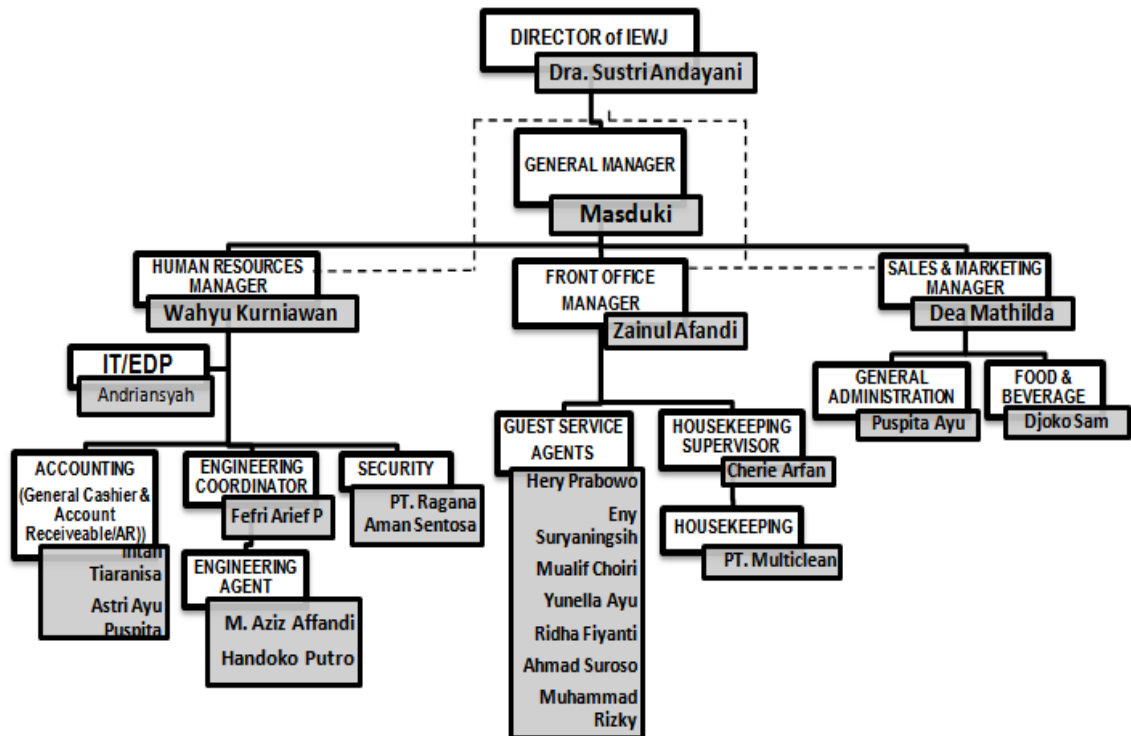 DIRECTOR of IEWJ
Dra. Sustri Andayani
GENERAL MANAGER
Masduki
HUMAN RESOURCES
MANAGER
Wahyu Kurniawan
FRONT OFFICE
MANAGER
Zainul Afandi
SALES & MARKETING
MANAGER
Dea Mathilda
IT/EDP
Andriansyah
GENERAL
ADMINISTRATION
Puspita Ayu
FOOD &
BEVERAGE
Djoko Sam
ACCOUNTING
(General Cashier &
Account
Receiveable/AR))
Intan
Tiaranisa
Astri Ayu
Puspita
ENGINEERING
COORDINATOR
Fefri Arief P
ENGINEERING
AGENT
M. Aziz Affandi
Handoko Putro
SECURITY
PT. Ragana
Aman Sentosa
GUEST SERVICE
AGENTS
Hery Prabowo
Eny
Suryaningsih
Mualif Choiri
Yunella Ayu
Ridha Fiyanti
Ahmad Suroso
Muhammad
Rizky
HOUSEKEEPING
SUPERVISOR
Cherie Arfan
HOUSEKEEPING
PT. Multiclean